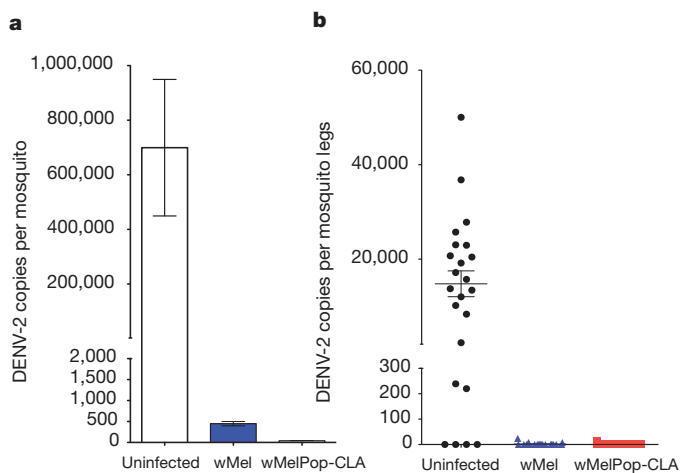 a
DENV-2 copies per mosquito
1,000,000
800,000
600,000
400,000
200,000
2,000
1,500
1,000
500
0
Uninfected wMel wMelPop-CLA
b
DENV-2 copies per mosquito legs
60,000
40,000
20,000
300
200
100
0
Uninfected wMel wMelPop-CLA